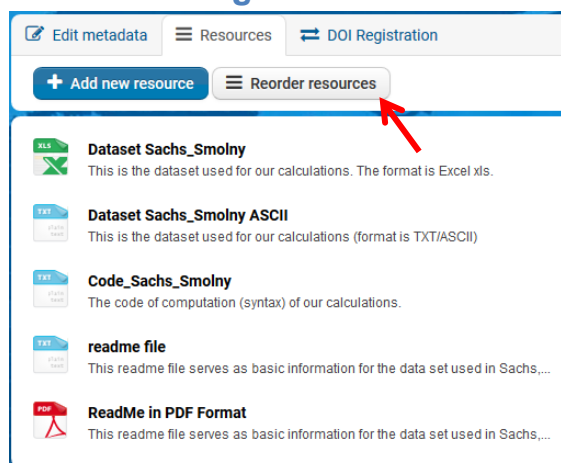 Edit metadata Resources DOI Registration
Add new resource Reorder resources
XLS
Dataset Sachs_Smolny
This is the dataset used for our calculations. The format is Excel xls.
TXT
Dataset Sachs_Smolny ASCII
This is the dataset used for our calculations (format is TXT/ASCII)
TXT
Code_Sachs_Smolny
The code of computation (syntax) of our calculations.
TXT
readme file
This readme file serves as basic information for the data set used in Sachs,...
PDF
ReadMe in PDF Format
This readme file serves as basic information for the data set used in Sachs,...